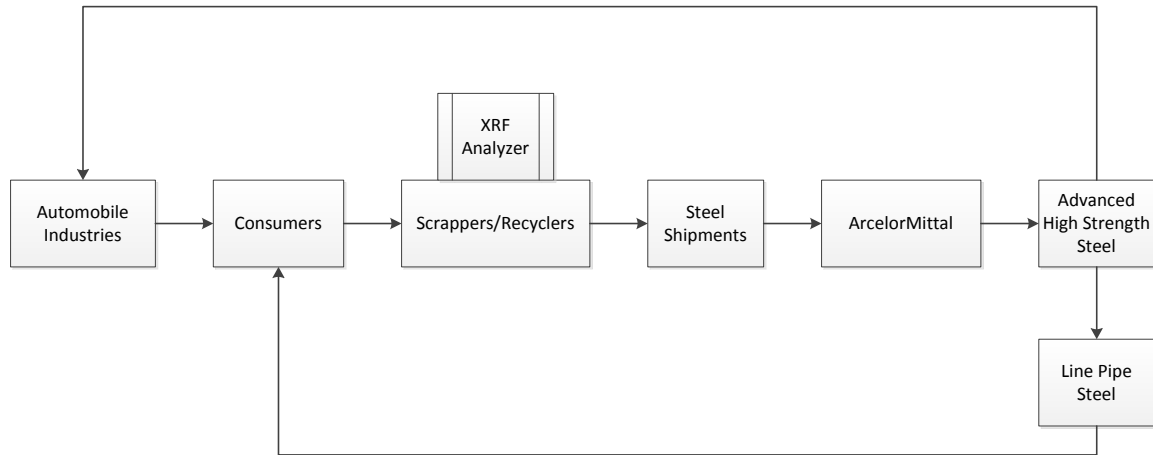 XRF
Analyzer
Automobile
Industries
Consumers
Scrappers/Recyclers
Steel
Shipments
ArcelorMittal
Advanced
High Strength
Steel
Line Pipe
Steel